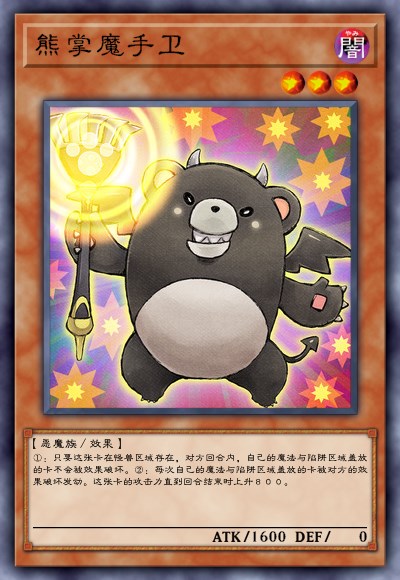 熊掌魔手卫
やみ
闇
【恶魔族／效果】
①：只要这张卡在怪兽区域存在，对方回合内，自己的魔法与陷阱区域盖放
的卡不会被效果破坏。②：每次自己的魔法与陷阱区域盖放的卡被对方的效
果破坏发动。这张卡的攻击力直到回合结束时上升８００。
ATK/1600 DEF/ 0